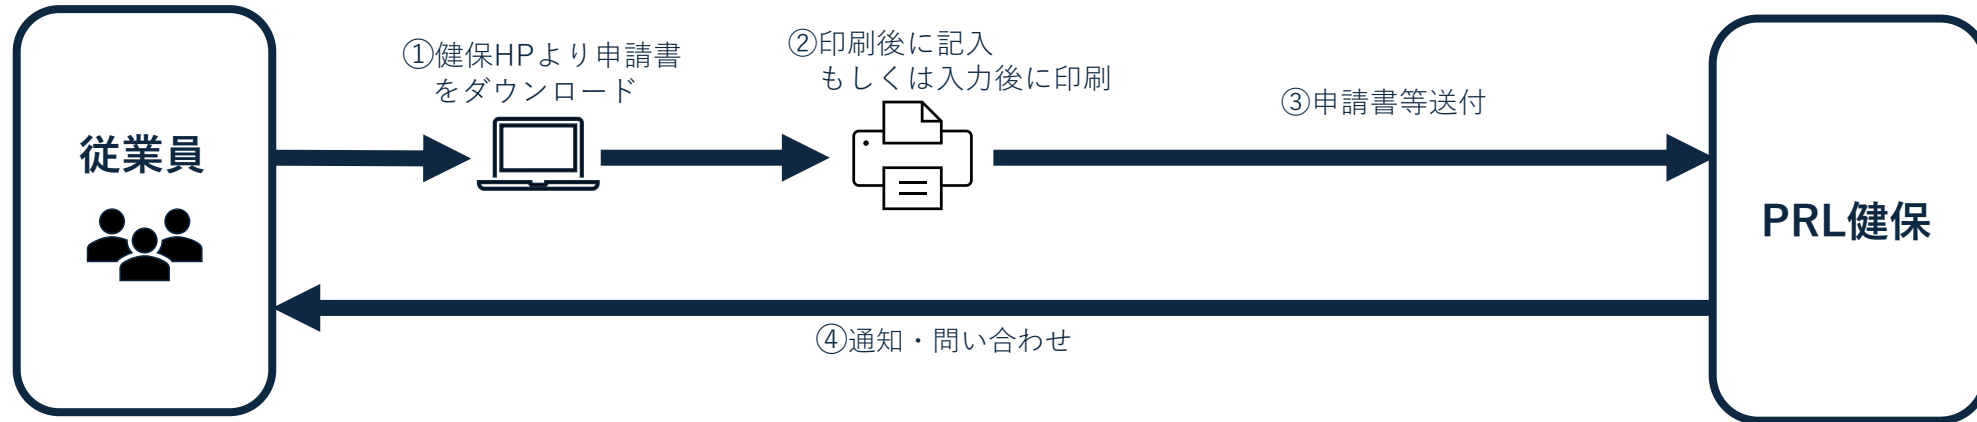 従業員
①健保HPより申請書
をダウンロード
②印刷後に記入
もしくは入力後に印刷
③申請書等送付
PRL健保
④通知・問い合わせ